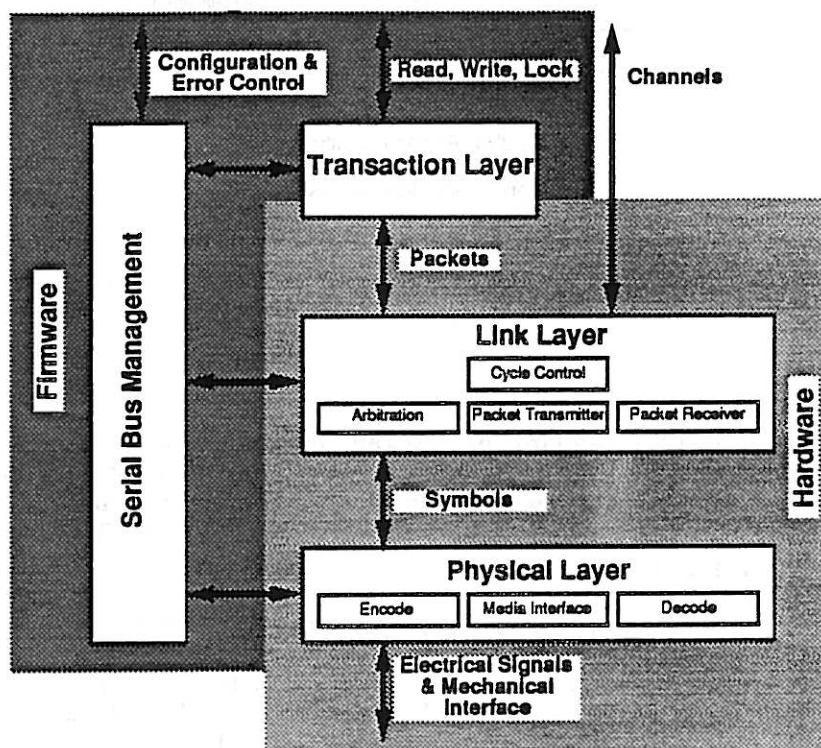 Configuration &
Error Control
Read, Write, Lock
Channels
Transaction Layer
Packets
Firmware
Serial Bus Management
Link Layer
Cycle Control
Arbitration
Packet Transmitter
Packet Receiver
Hardware
Symbols
Physical Layer
Encode
Media Interface
Decode
Electrical Signals
& Mechanical
Interface